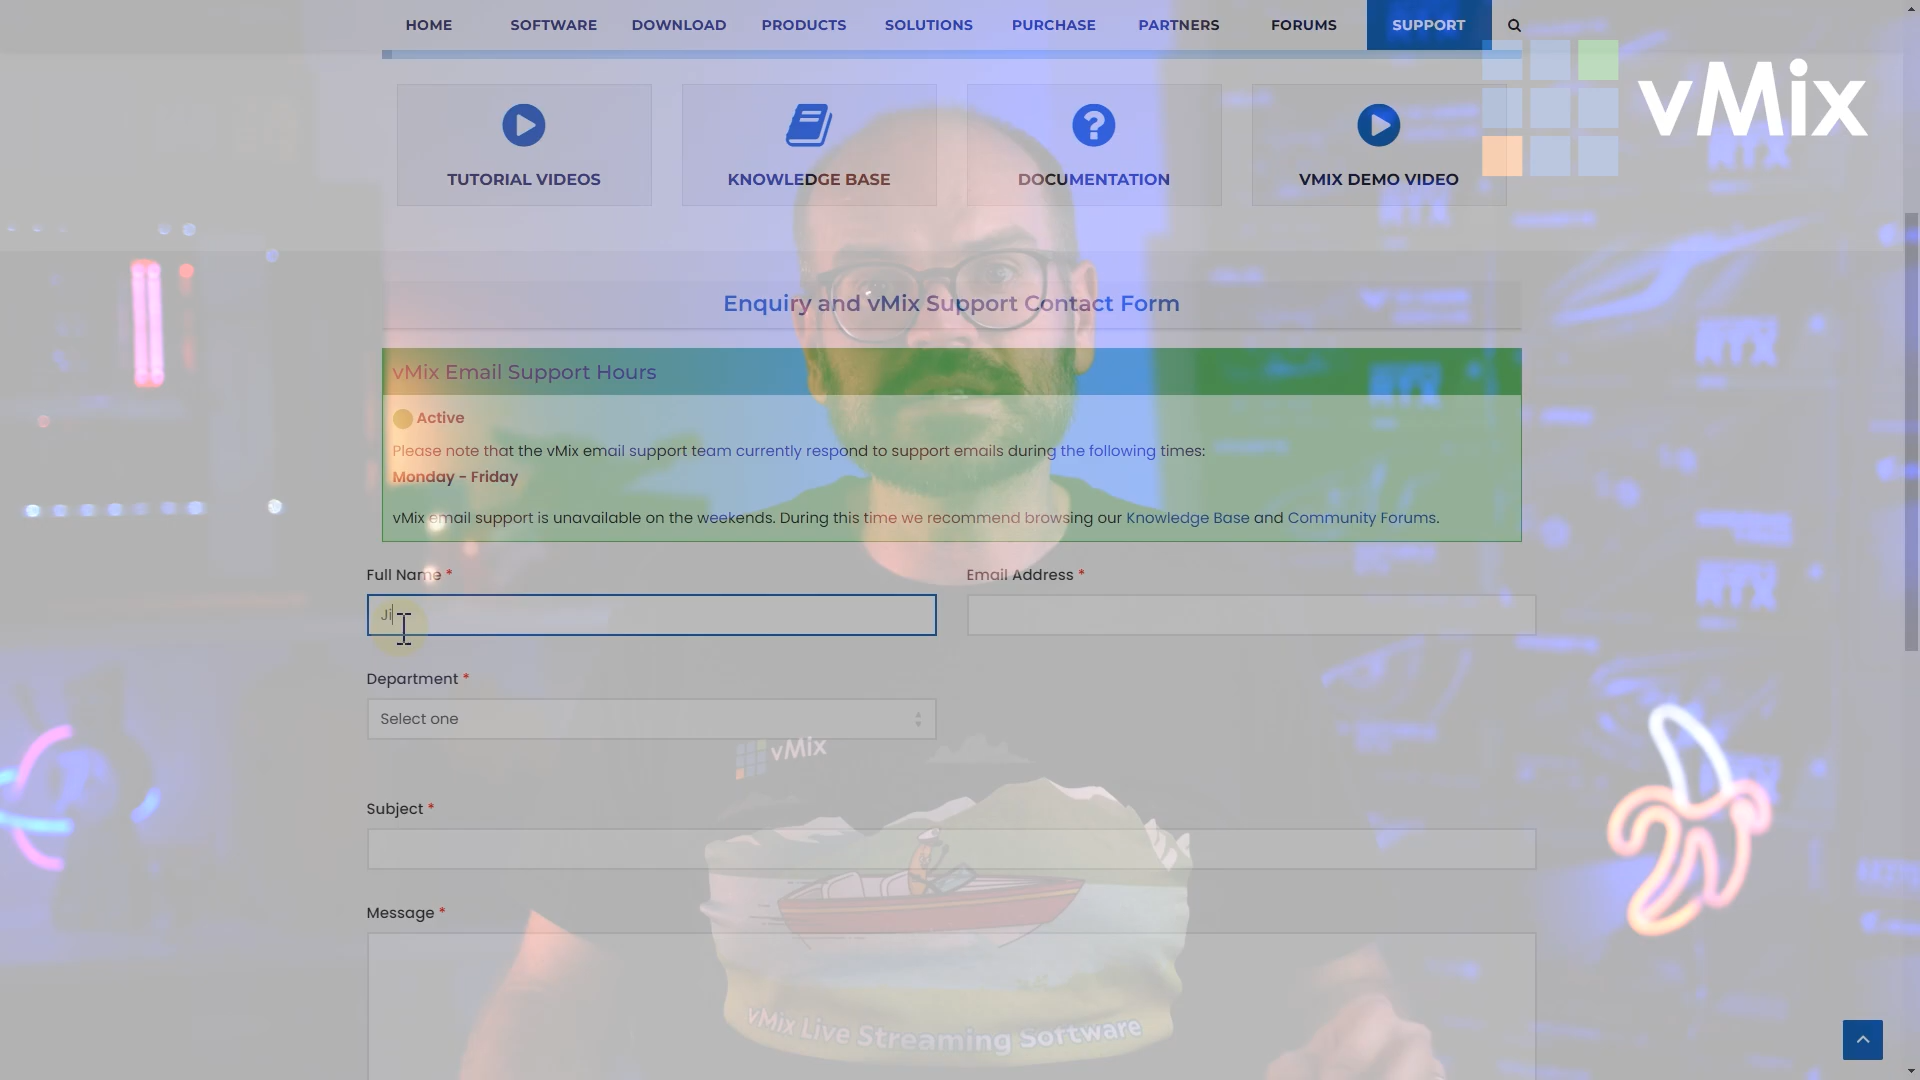 HOME SOFTWARE DOWNLOAD PRODUCTS SOLUTIONS PURCHASE PARTNERS FORUMS SUPPORT
vMix
TUTORIAL VIDEOS KNOWLEDGE BASE DOCUMENTATION VMIX DEMO VIDEO
Enquiry and vMix Support Contact Form
vMix Email Support Hours
Active
Please note that the vMix email support team currently respond to support emails during the following times:
Monday - Friday
vMix email support is unavailable on the weekends. During this time we recommend browsing our Knowledge Base and Community Forums.
Full Name * Email Address *
Ji
Department *
Select one
vMix
Subject *
Message *
vMix Live Streaming Software